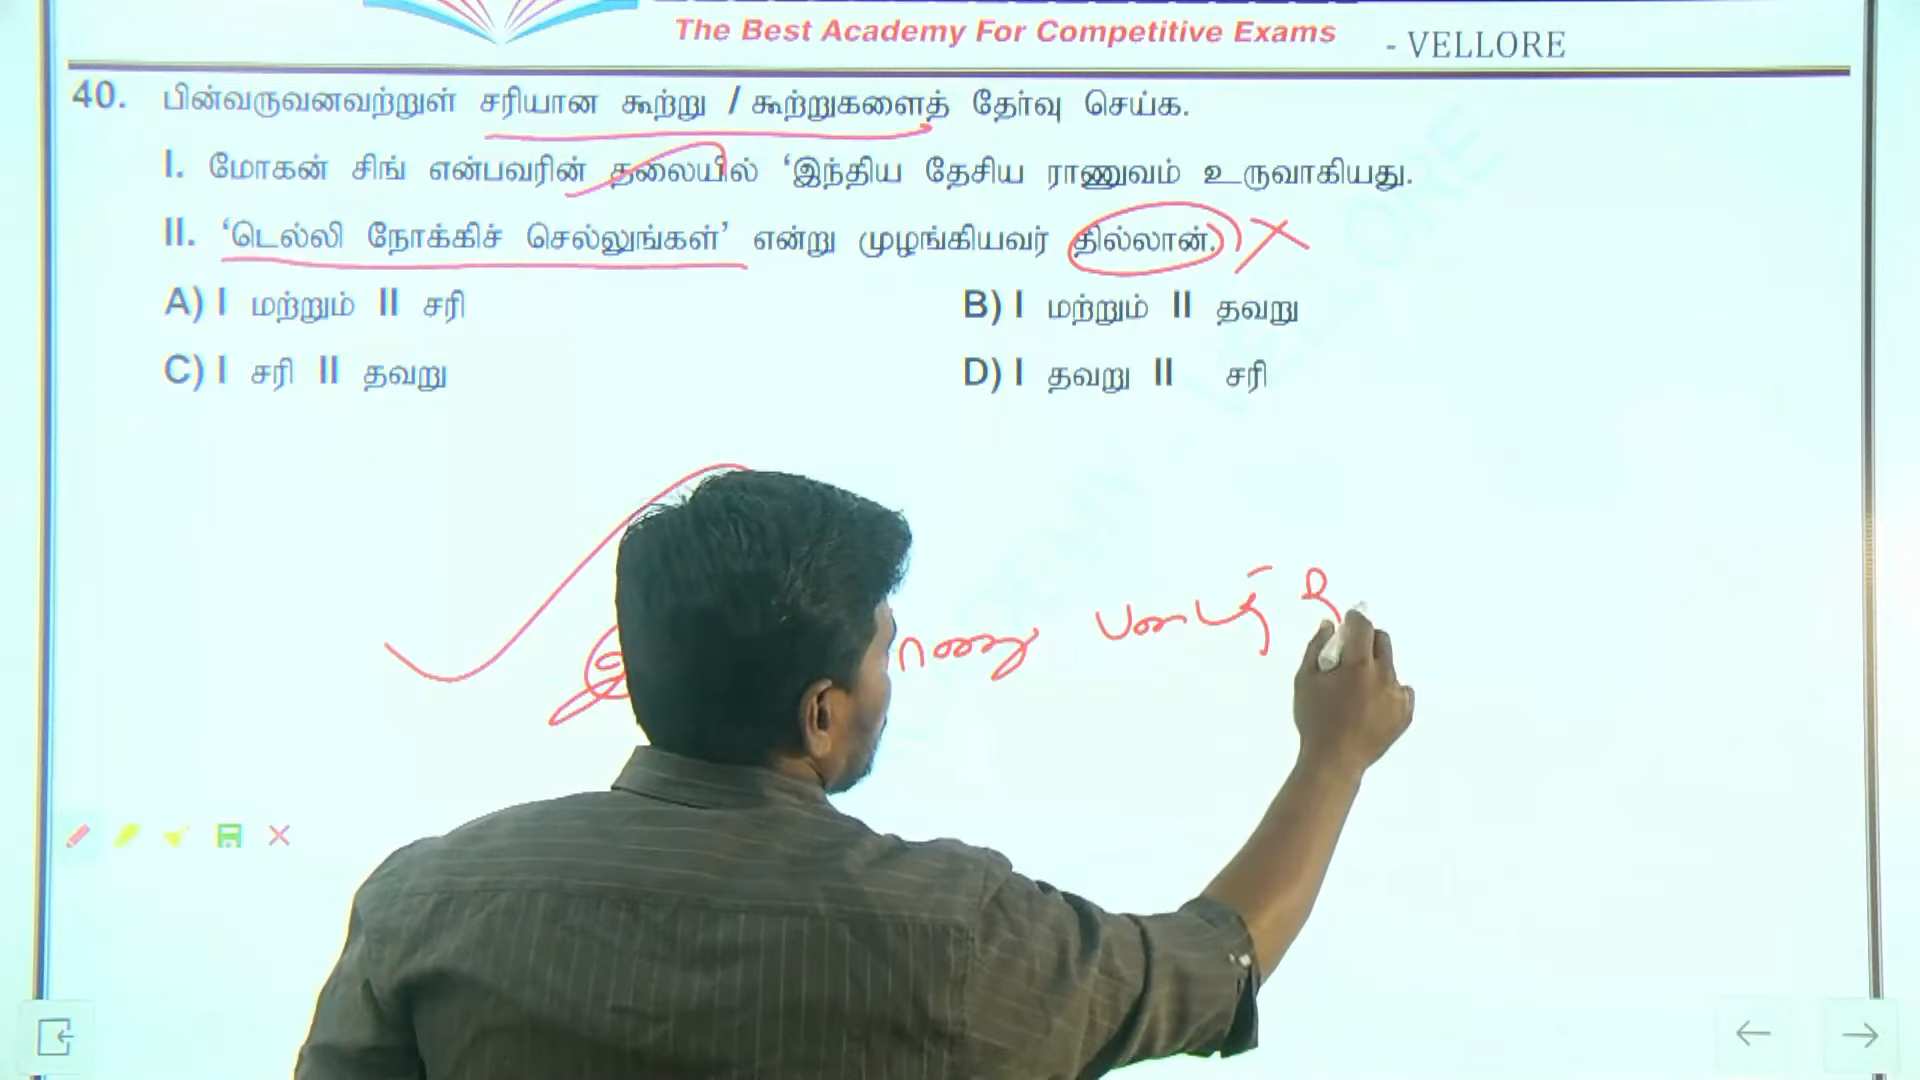 The Best Academy For Competitive Exams - VELLORE
40. பின்வருவனவற்றுள் சரியான கூற்று / கூற்றுகளைத் தேர்வு செய்க.
I. மோகன் சிங் என்பவரின் தலையில் ‘இந்திய தேசிய ராணுவம் உருவாகியது.
II. ‘டெல்லி நோக்கிச் செல்லுங்கள்’ என்று முழங்கியவர் தில்லான்.
A) I மற்றும் II சரி
B) I மற்றும் II தவறு
C) I சரி II தவறு
D) I தவறு II சரி